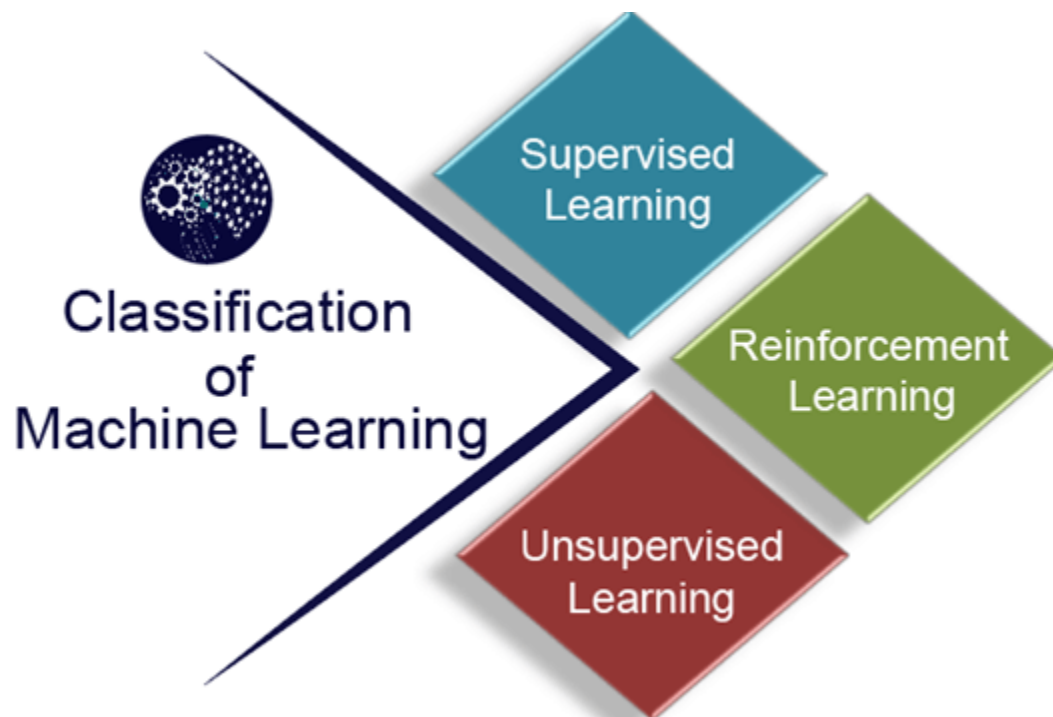 Classification
of
Machine Learning
Supervised
Learning
Reinforcement
Learning
Unsupervised
Learning